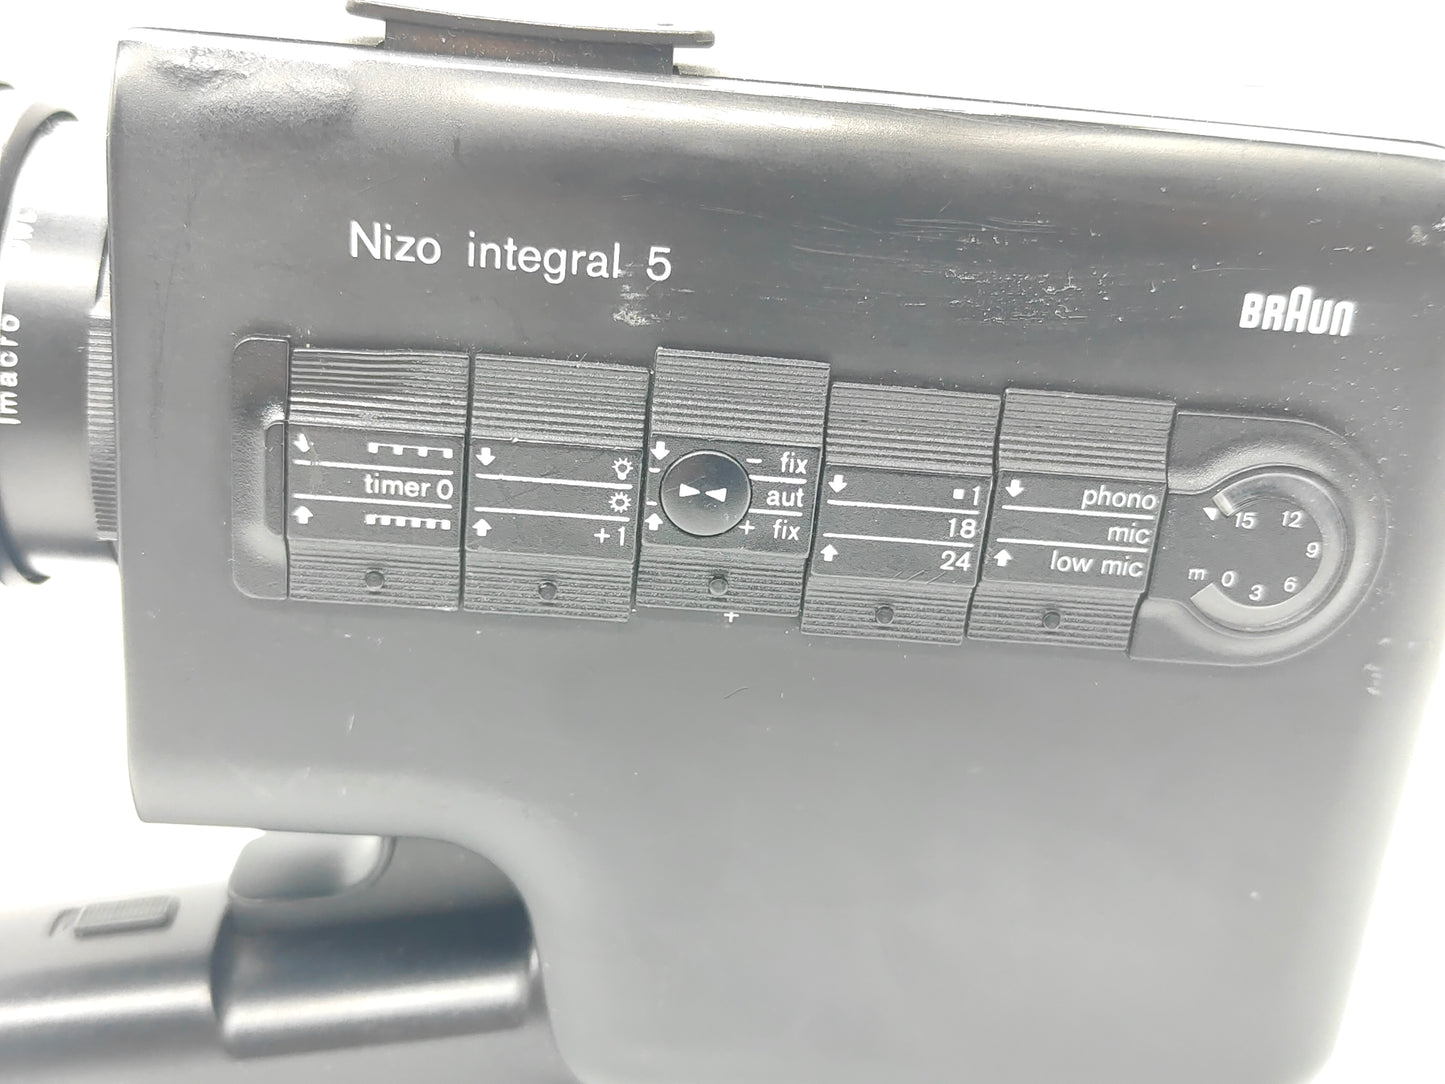 Nizo integral 5
BRAUN
macro
timer 0
+1
- fix
aut
+ fix
1
18
24
phono
mic
low mic
15 12
9
6
3
m 0
+